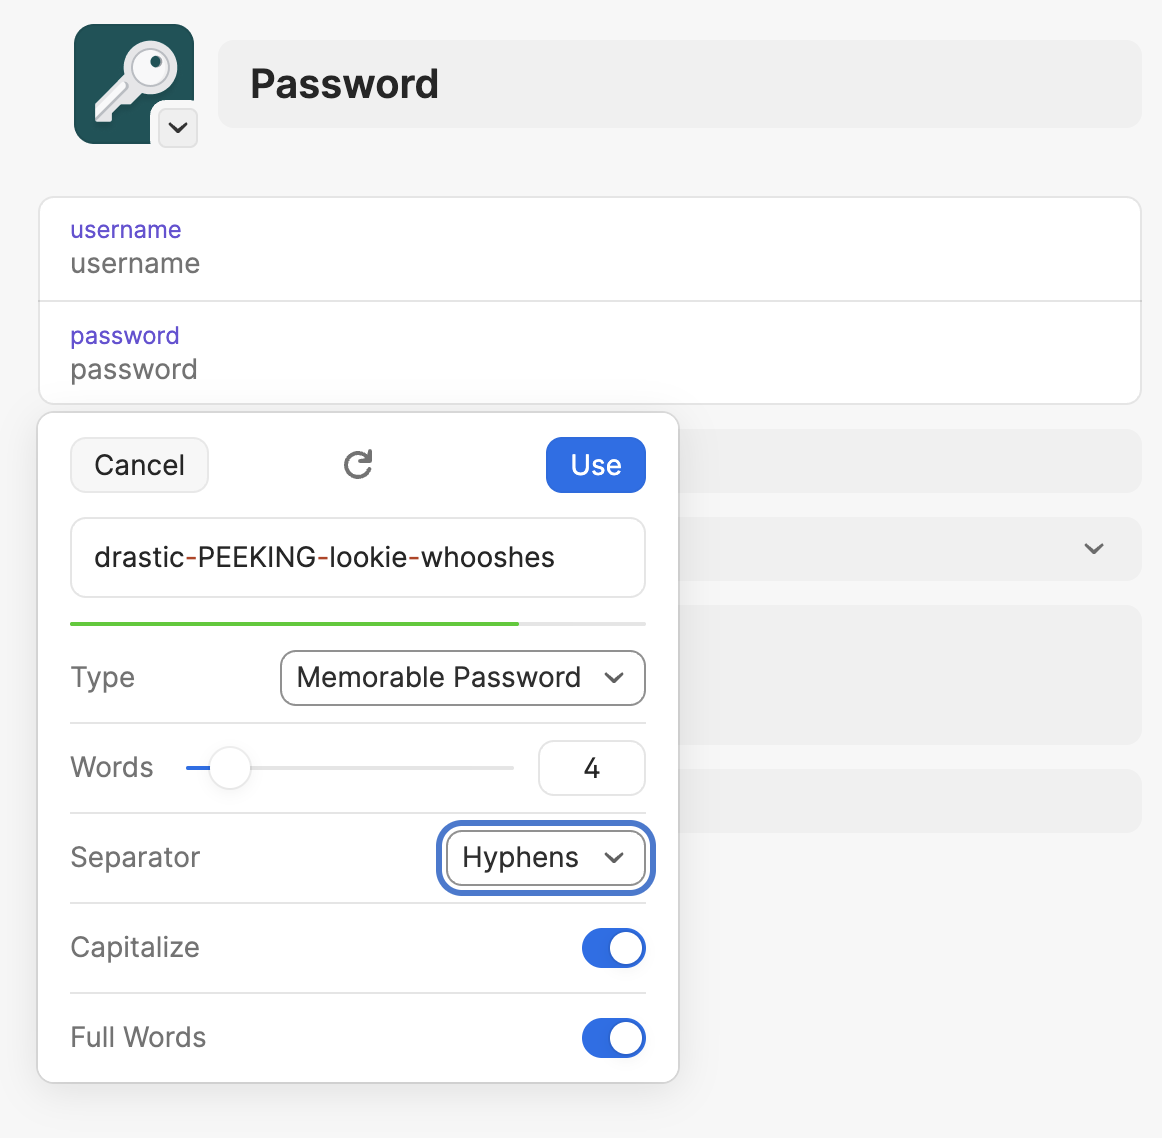 Password
username
username
password
password
Cancel
Use
drastic-PEEKING-lookie-whooshes
Type
Memorable Password
Words
4
Separator
Hyphens
Capitalize
Full Words